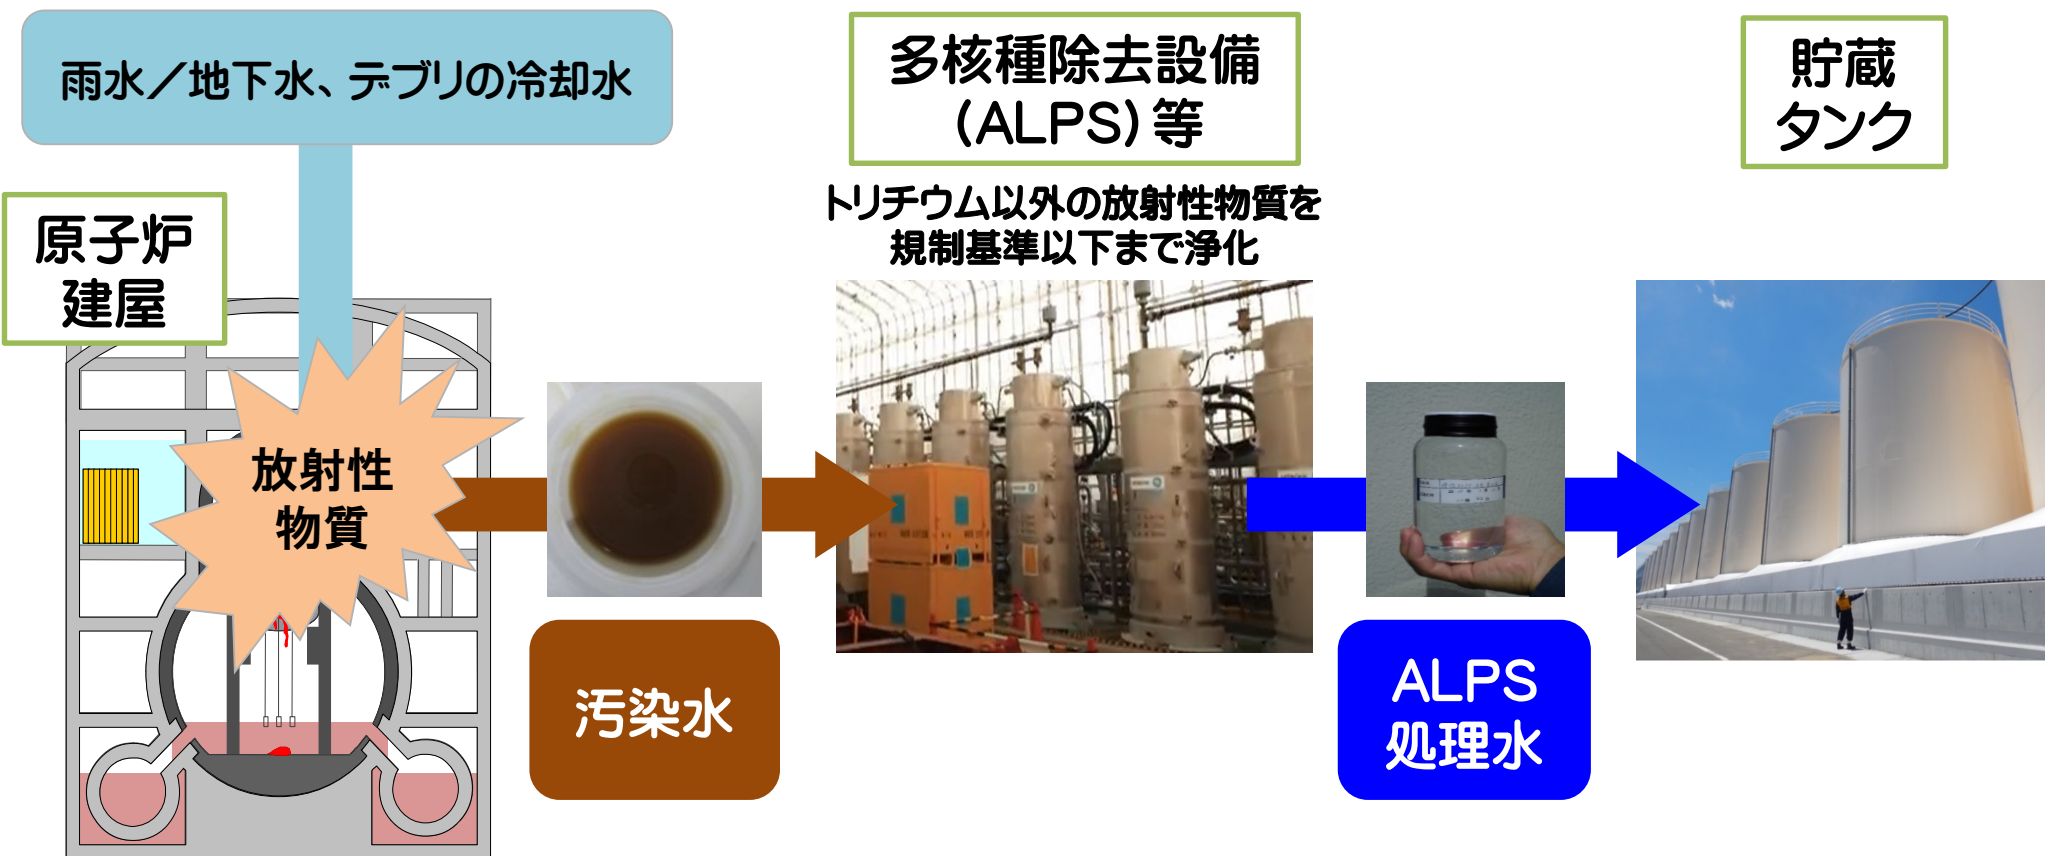 雨水／地下水、デブリの冷却水
原子炉
建屋
放射性
物質
汚染水
多核種除去設備
(ALPS)等
トリチウム以外の放射性物質を
規制基準以下まで浄化
ALPS
処理水
貯蔵
タンク